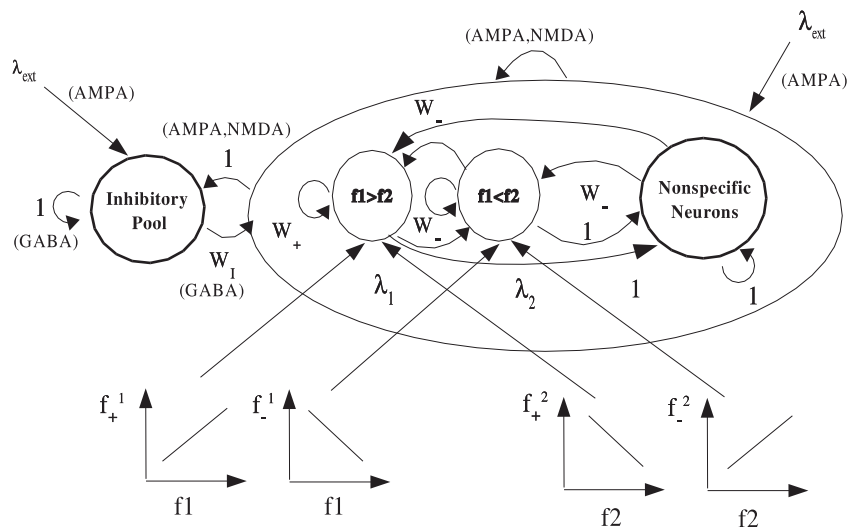 (AMPA,NMDA)
λext
(AMPA)
λext
(AMPA)
(AMPA,NMDA)
1
W-
Inhibitory
Pool
f1>f2
f1<f2
Nonspecific
Neurons
1
(GABA)
W+
W-
W-
1
WI
(GABA)
λ1
λ2
1
1
f+1
f-1
f+2
f-2
f1
f1
f2
f2